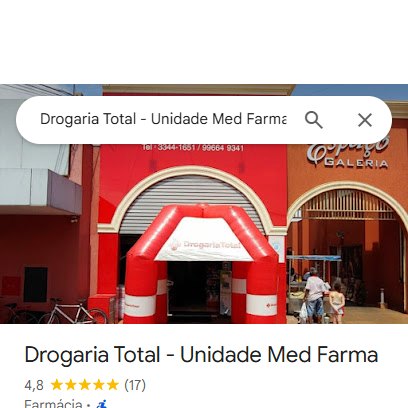 Drogaria Total - Unidade Med Farma
Tel : 3344-1651 / 99664 9341
Espaço
GALERIA
DrogariaTotal
Drogaria Total - Unidade Med Farma
4,8 (17)
Farmácia ·